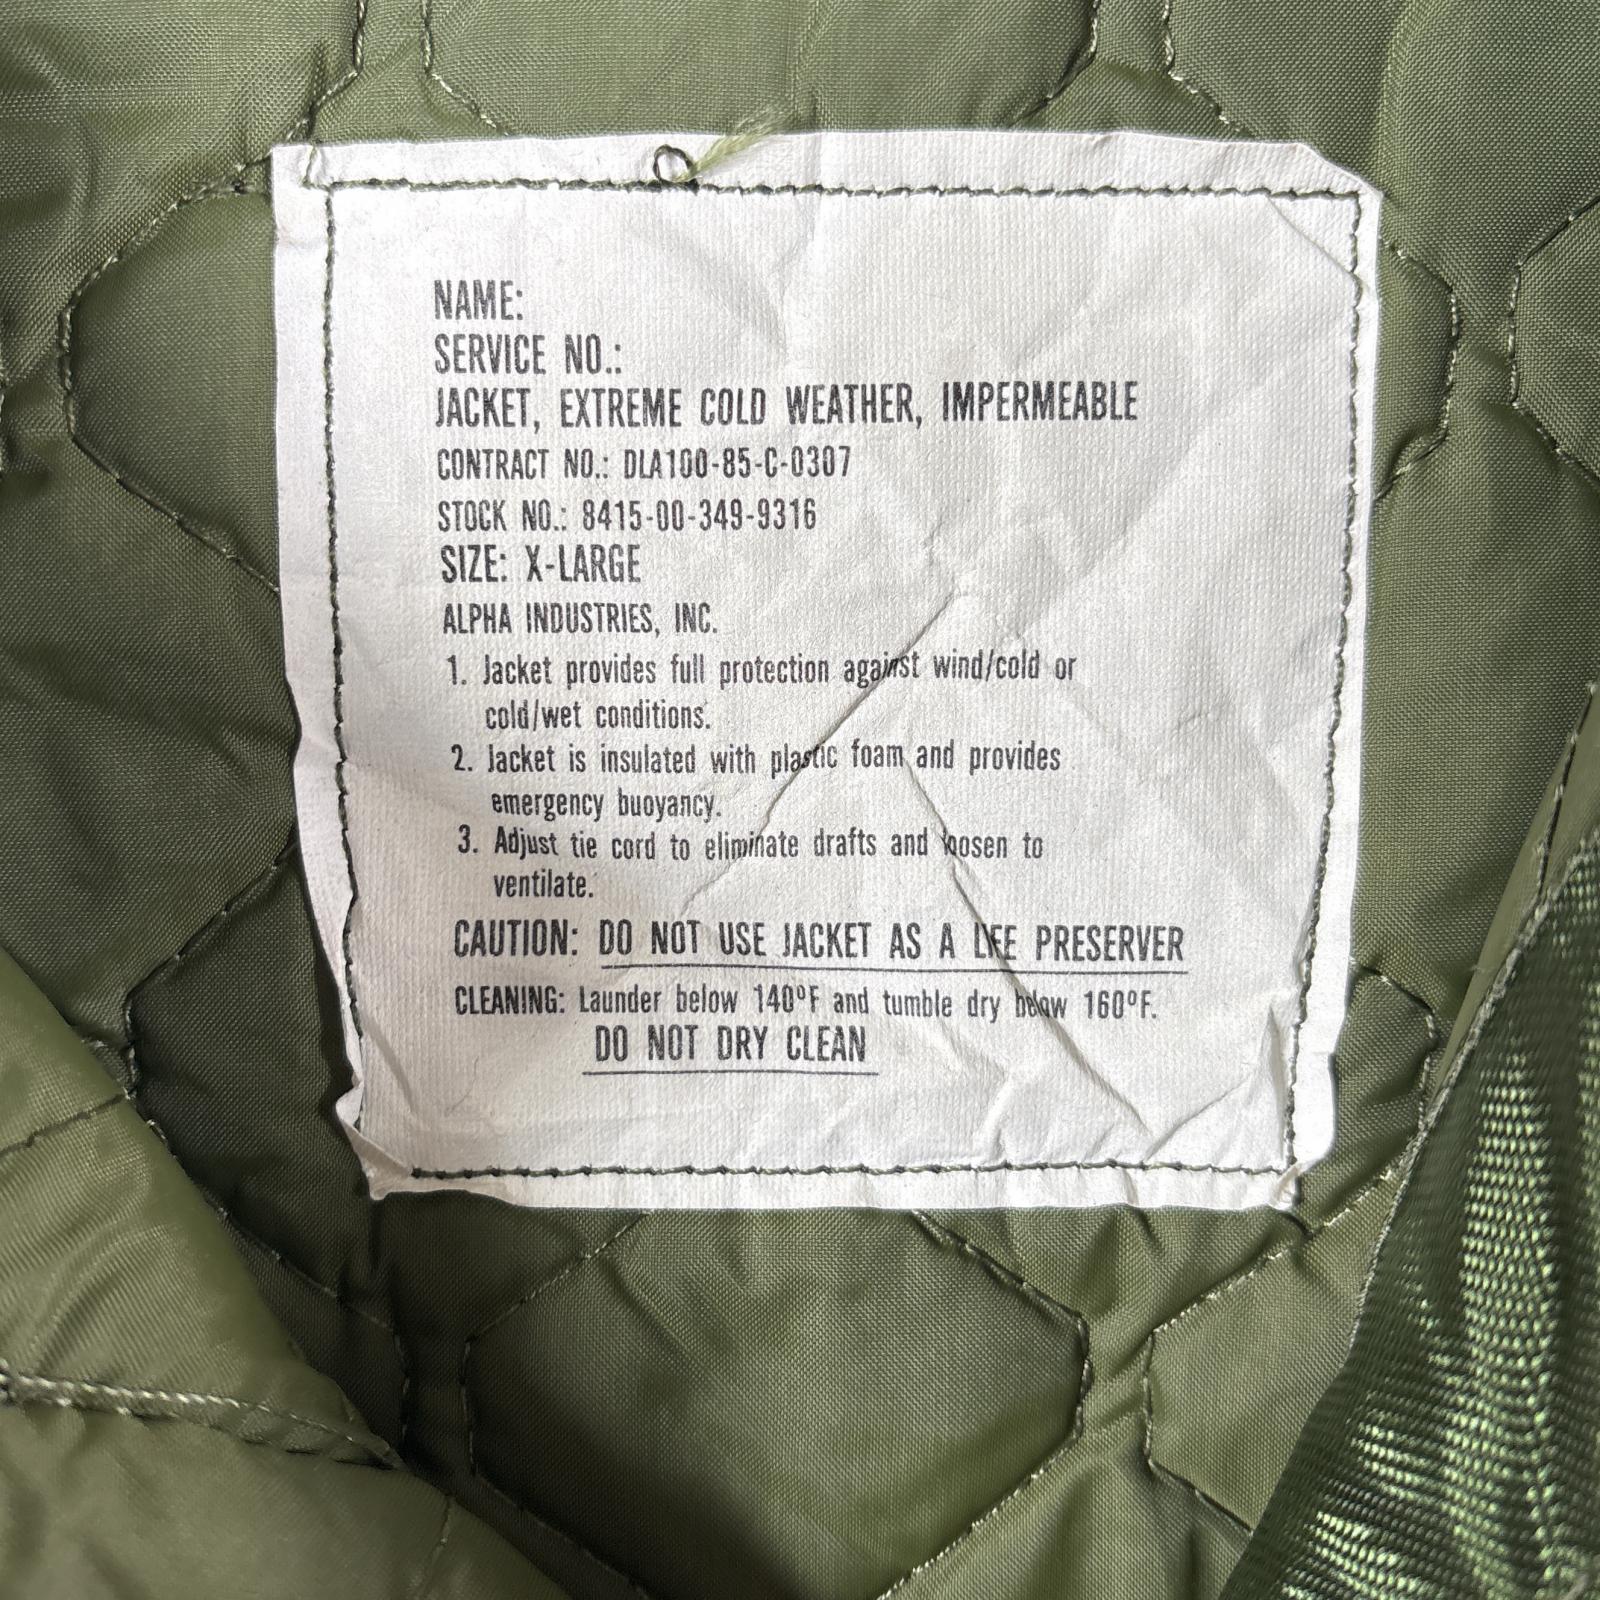 NAME:
SERVICE NO.:
JACKET, EXTREME COLD WEATHER, IMPERMEABLE
CONTRACT NO.: DLA100-85-C-0307
STOCK NO.: 8415-00-349-9316
SIZE: X-LARGE
ALPHA INDUSTRIES, INC.
1. Jacket provides full protection against wind/cold or
cold/wet conditions.
2. Jacket is insulated with plastic foam and provides
emergency buoyancy.
3. Adjust tie cord to eliminate drafts and loosen to
ventilate.
CAUTION: DO NOT USE JACKET AS A LIFE PRESERVER
CLEANING: Launder below 140ºF and tumble dry below 160ºF.
DO NOT DRY CLEAN